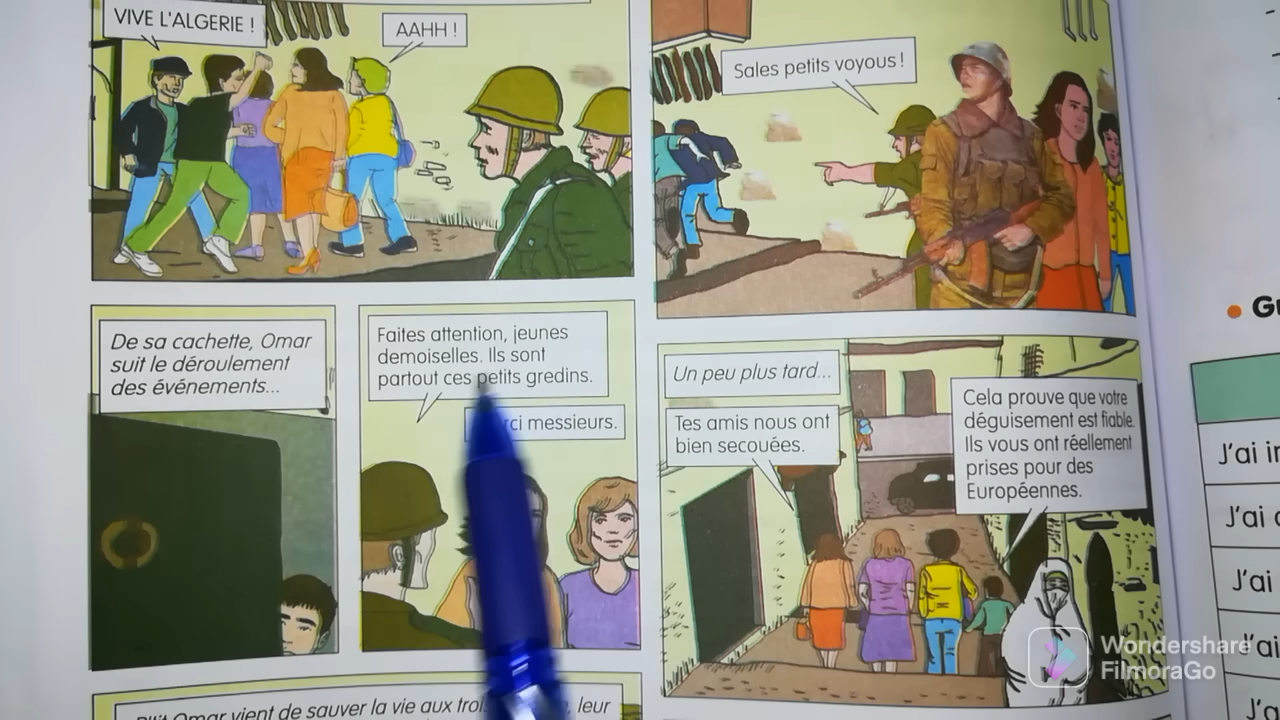 VIVE L'ALGERIE !
AAHH !
Sales petits voyous !
De sa cachette, Omar
suit le déroulement
des événements...
Faites attention, jeunes
demoiselles. Ils sont
partout ces petits gredins.
messieurs.
Un peu plus tard...
Tes amis nous ont
bien secouées.
Cela prouve que votre
déguisement est fiable.
Ils vous ont réellement
prises pour des
Européennes.
Omar vient de sauver la vie aux
leur
J'ai
J'ai
J'ai
Wondershare
FilmoraGo